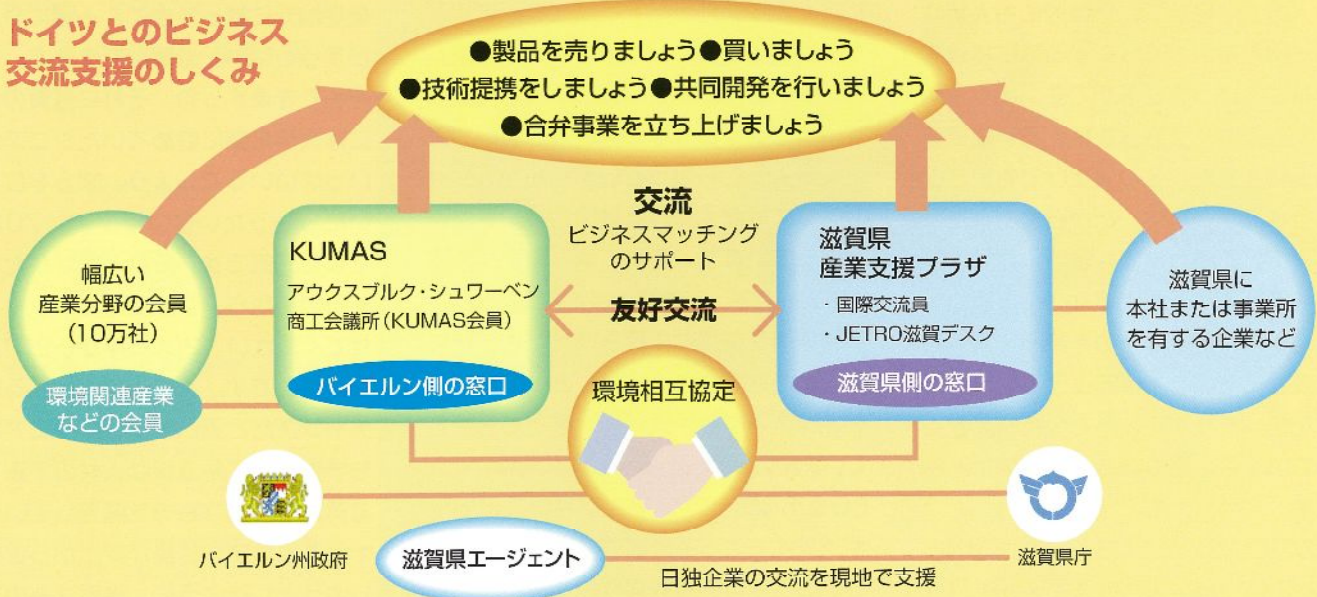 ドイツとのビジネス
交流支援のしくみ
●製品を売りましょう●買いましょう
●技術提携をしましょう●共同開発を行いましょう
●合弁事業を立ち上げましょう
幅広い
産業分野の会員
(10万社)
環境関連産業
などの会員
KUMAS
アウクスブルク・シュワーベン
商工会議所(KUMAS会員)
バイエルン側の窓口
交流
ビジネスマッチング
のサポート
友好交流
滋賀県
産業支援プラザ
・国際交流員
・JETRO滋賀デスク
滋賀県側の窓口
滋賀県に
本社または事業所
を有する企業など
環境相互協定
バイエルン州政府
滋賀県エージェント
日独企業の交流を現地で支援
滋賀県庁